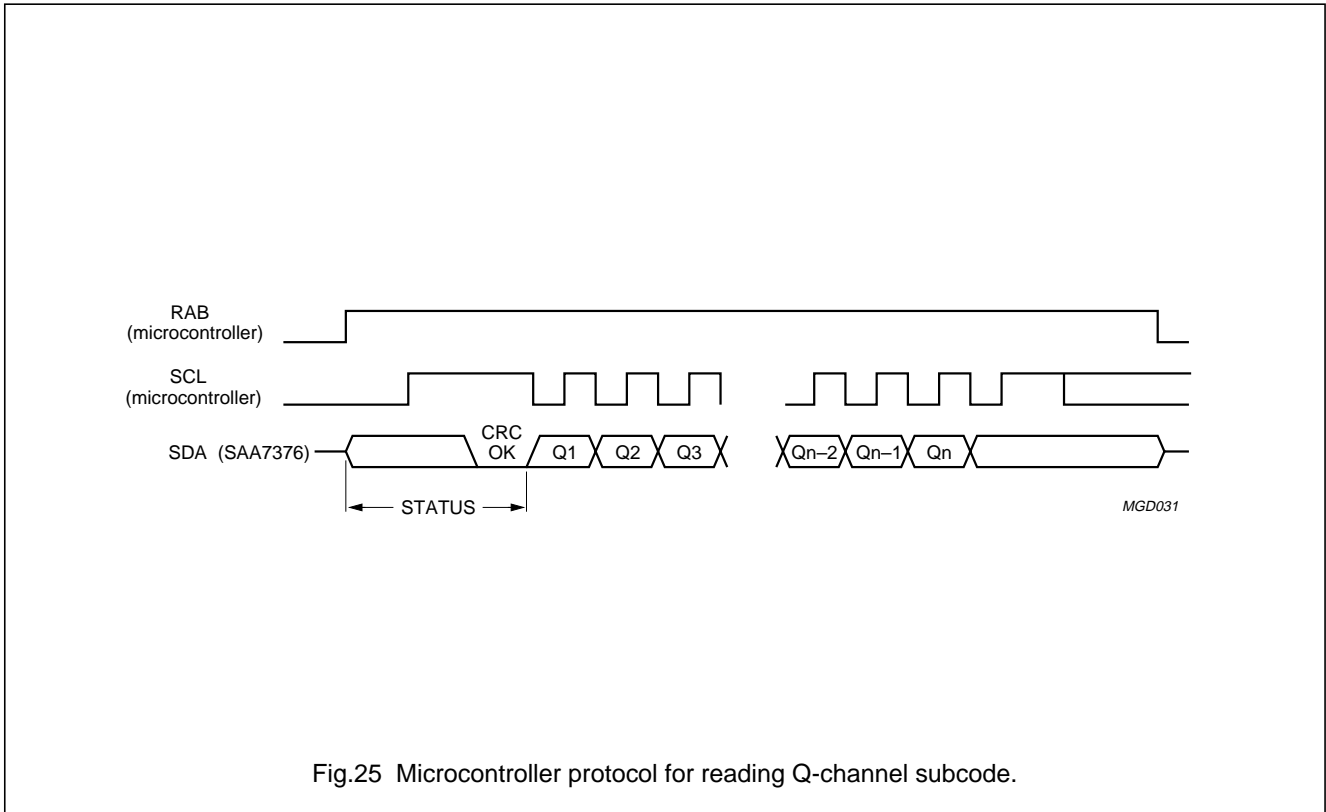 RAB
(microcontroller)
SCL
(microcontroller)
SDA (SAA7376)
CRC
OK
Q1
Q2
Q3
Qn–2
Qn–1
Qn
STATUS
MGD031
Fig.25 Microcontroller protocol for reading Q-channel subcode.